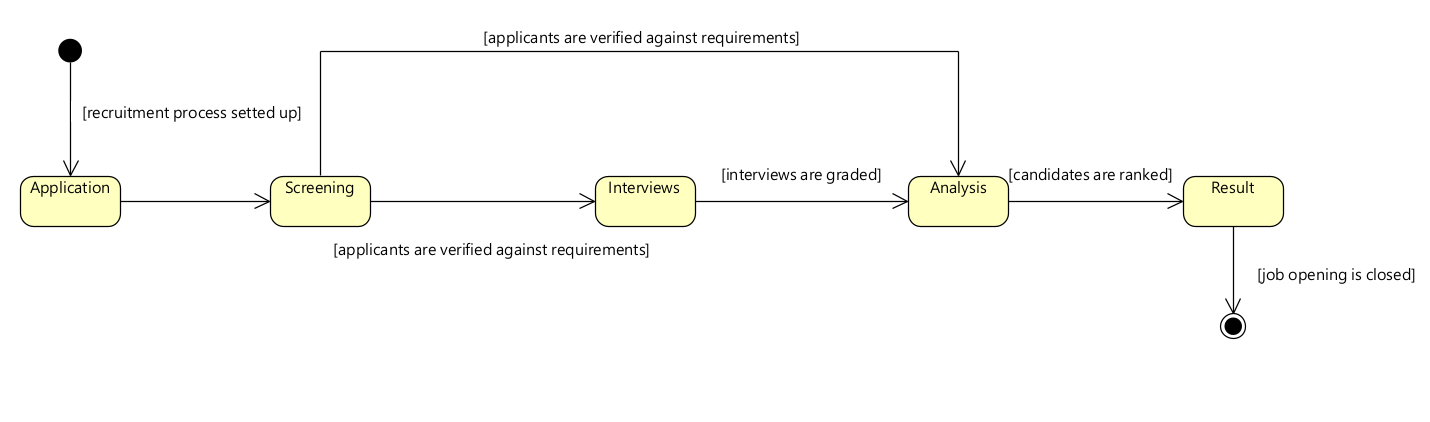 [applicants are verified against requirements]
[recruitment process setted up]
Application
Screening
Interviews
[interviews are graded]
Analysis
[candidates are ranked]
Result
[applicants are verified against requirements]
[job opening is closed]